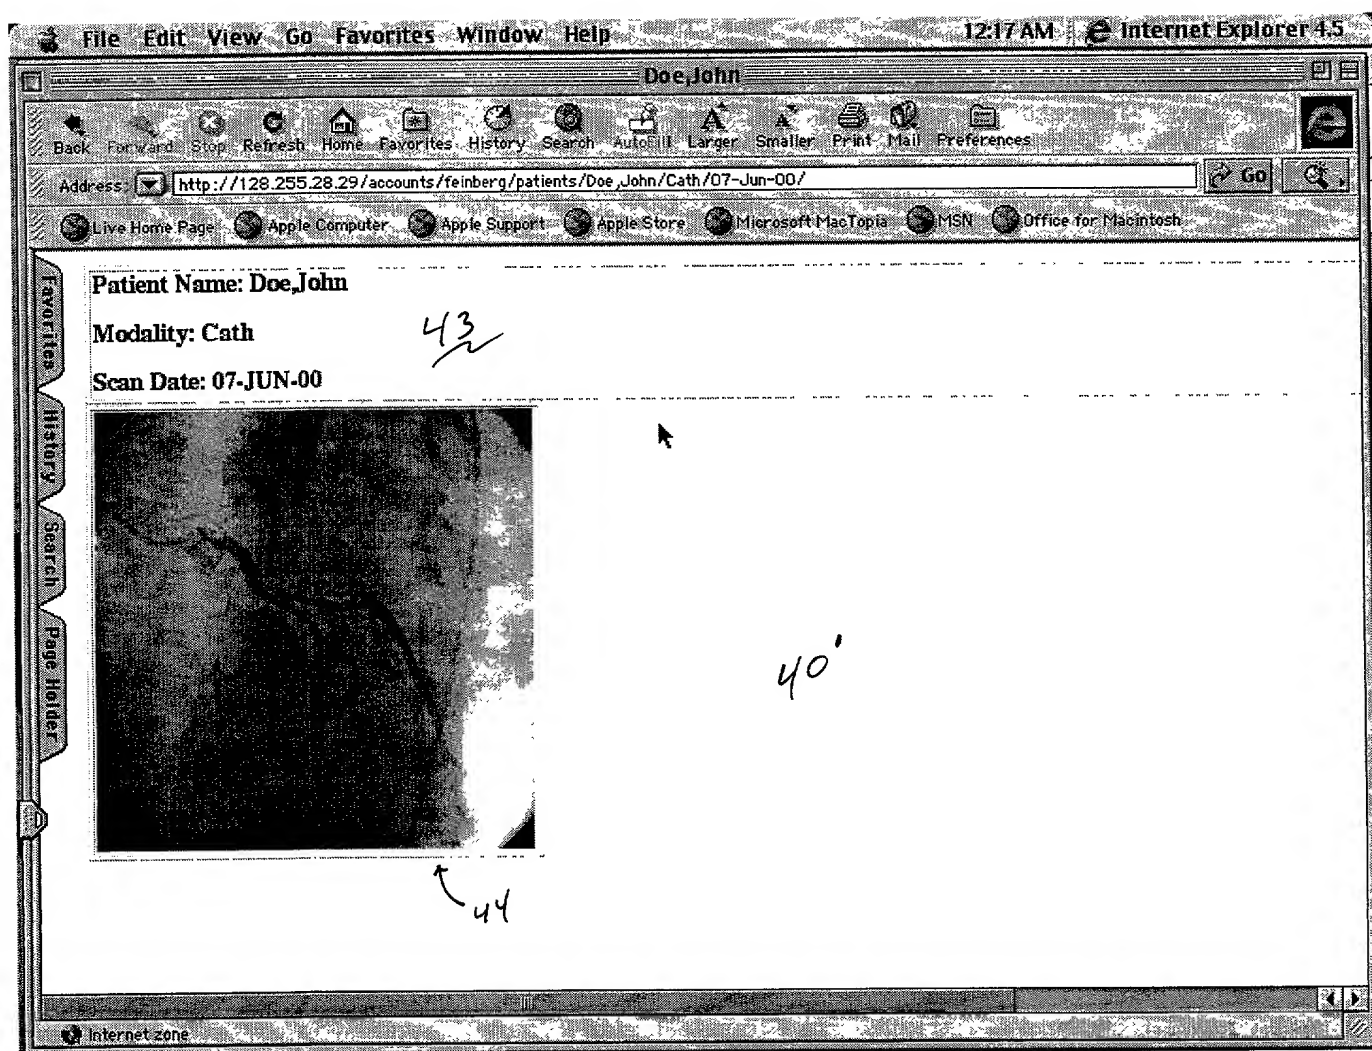 File Edit View Go Favorites Window Help 12:17 AM Internet Explorer 4.5
Doe,John
Back Forward Stop Refresh Home Favorites History Search AutoFill Larger Smaller Print Mail Preferences
Address: http://128.255.28.29/accounts/feinberg/patients/Doe,John/Cath/07-Jun-00/ Go
Live Home Page Apple Computer Apple Support Apple Store Microsoft MacTopia MSN Office for Macintosh
Favorites
History
Search
Page Holder
Patient Name: Doe,John
Modality: Cath
43
Scan Date: 07-JUN-00
40'
44
Internet zone